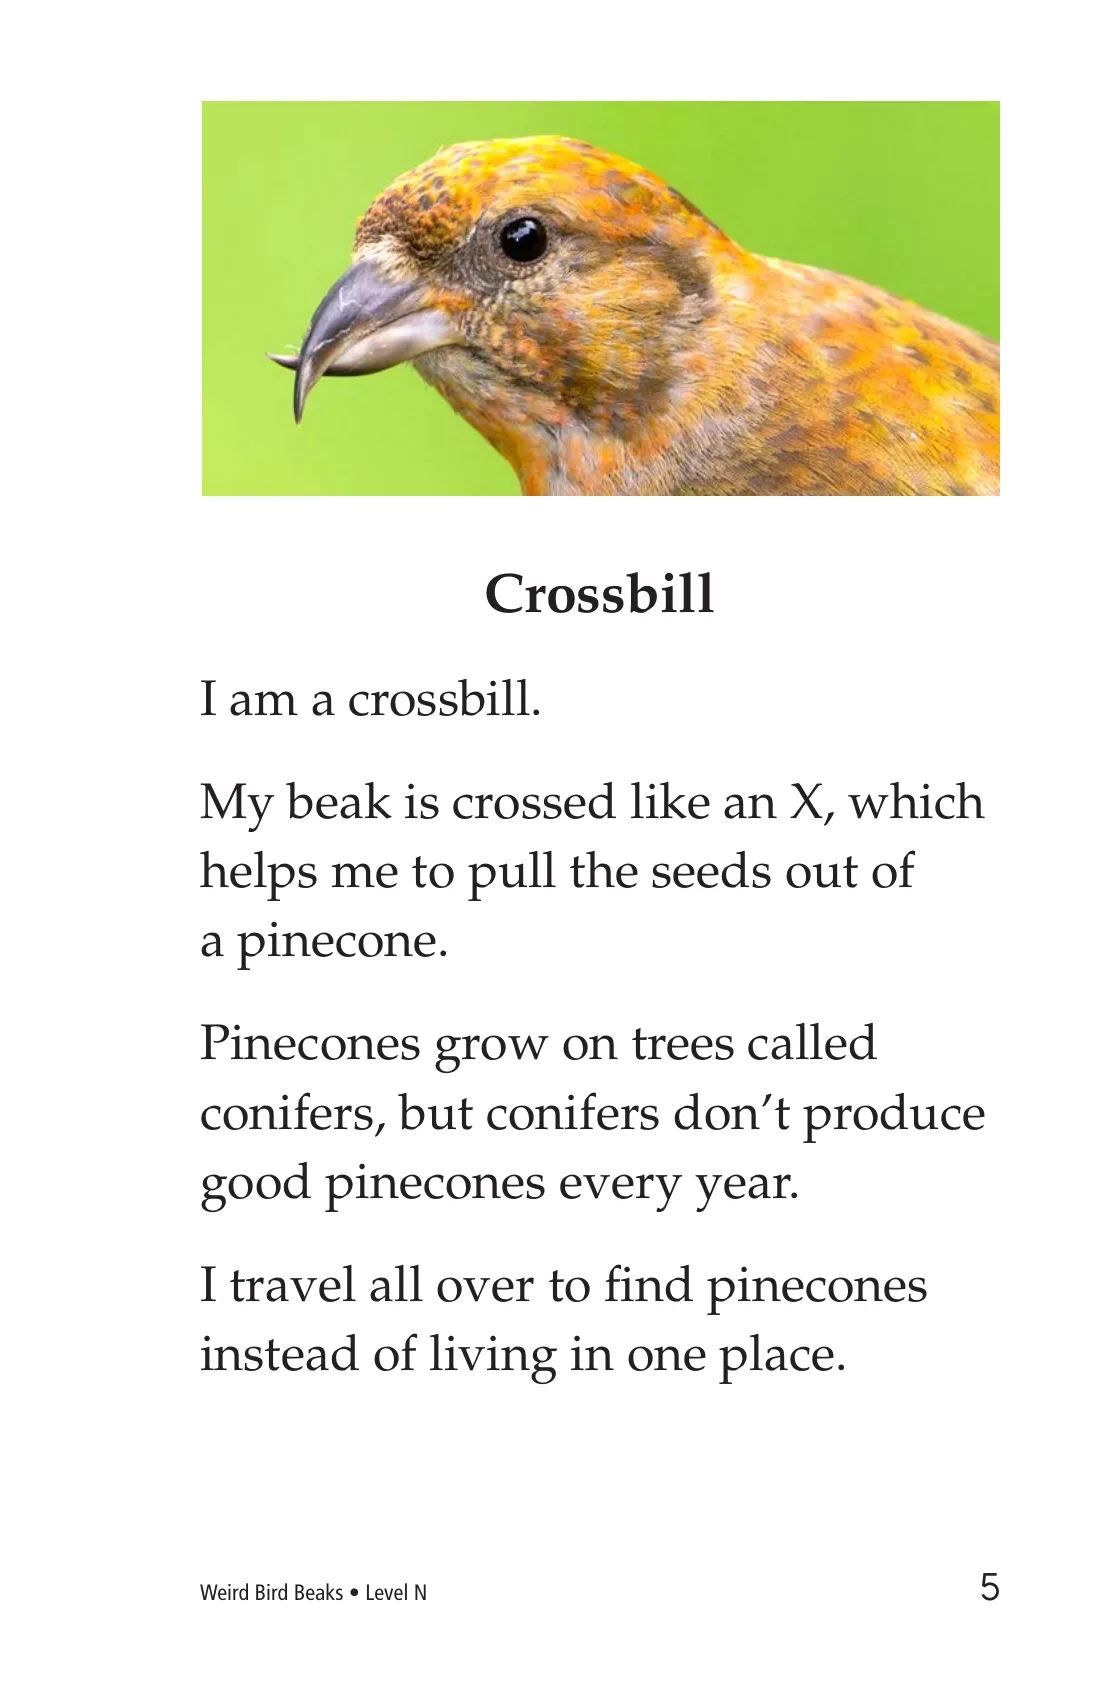 Crossbill
I am a crossbill.
My beak is crossed like an X, which
helps me to pull the seeds out of
a pinecone.
Pinecones grow on trees called
conifers, but conifers don’t produce
good pinecones every year.
I travel all over to find pinecones
instead of living in one place.
Weird Bird Beaks • Level N
5